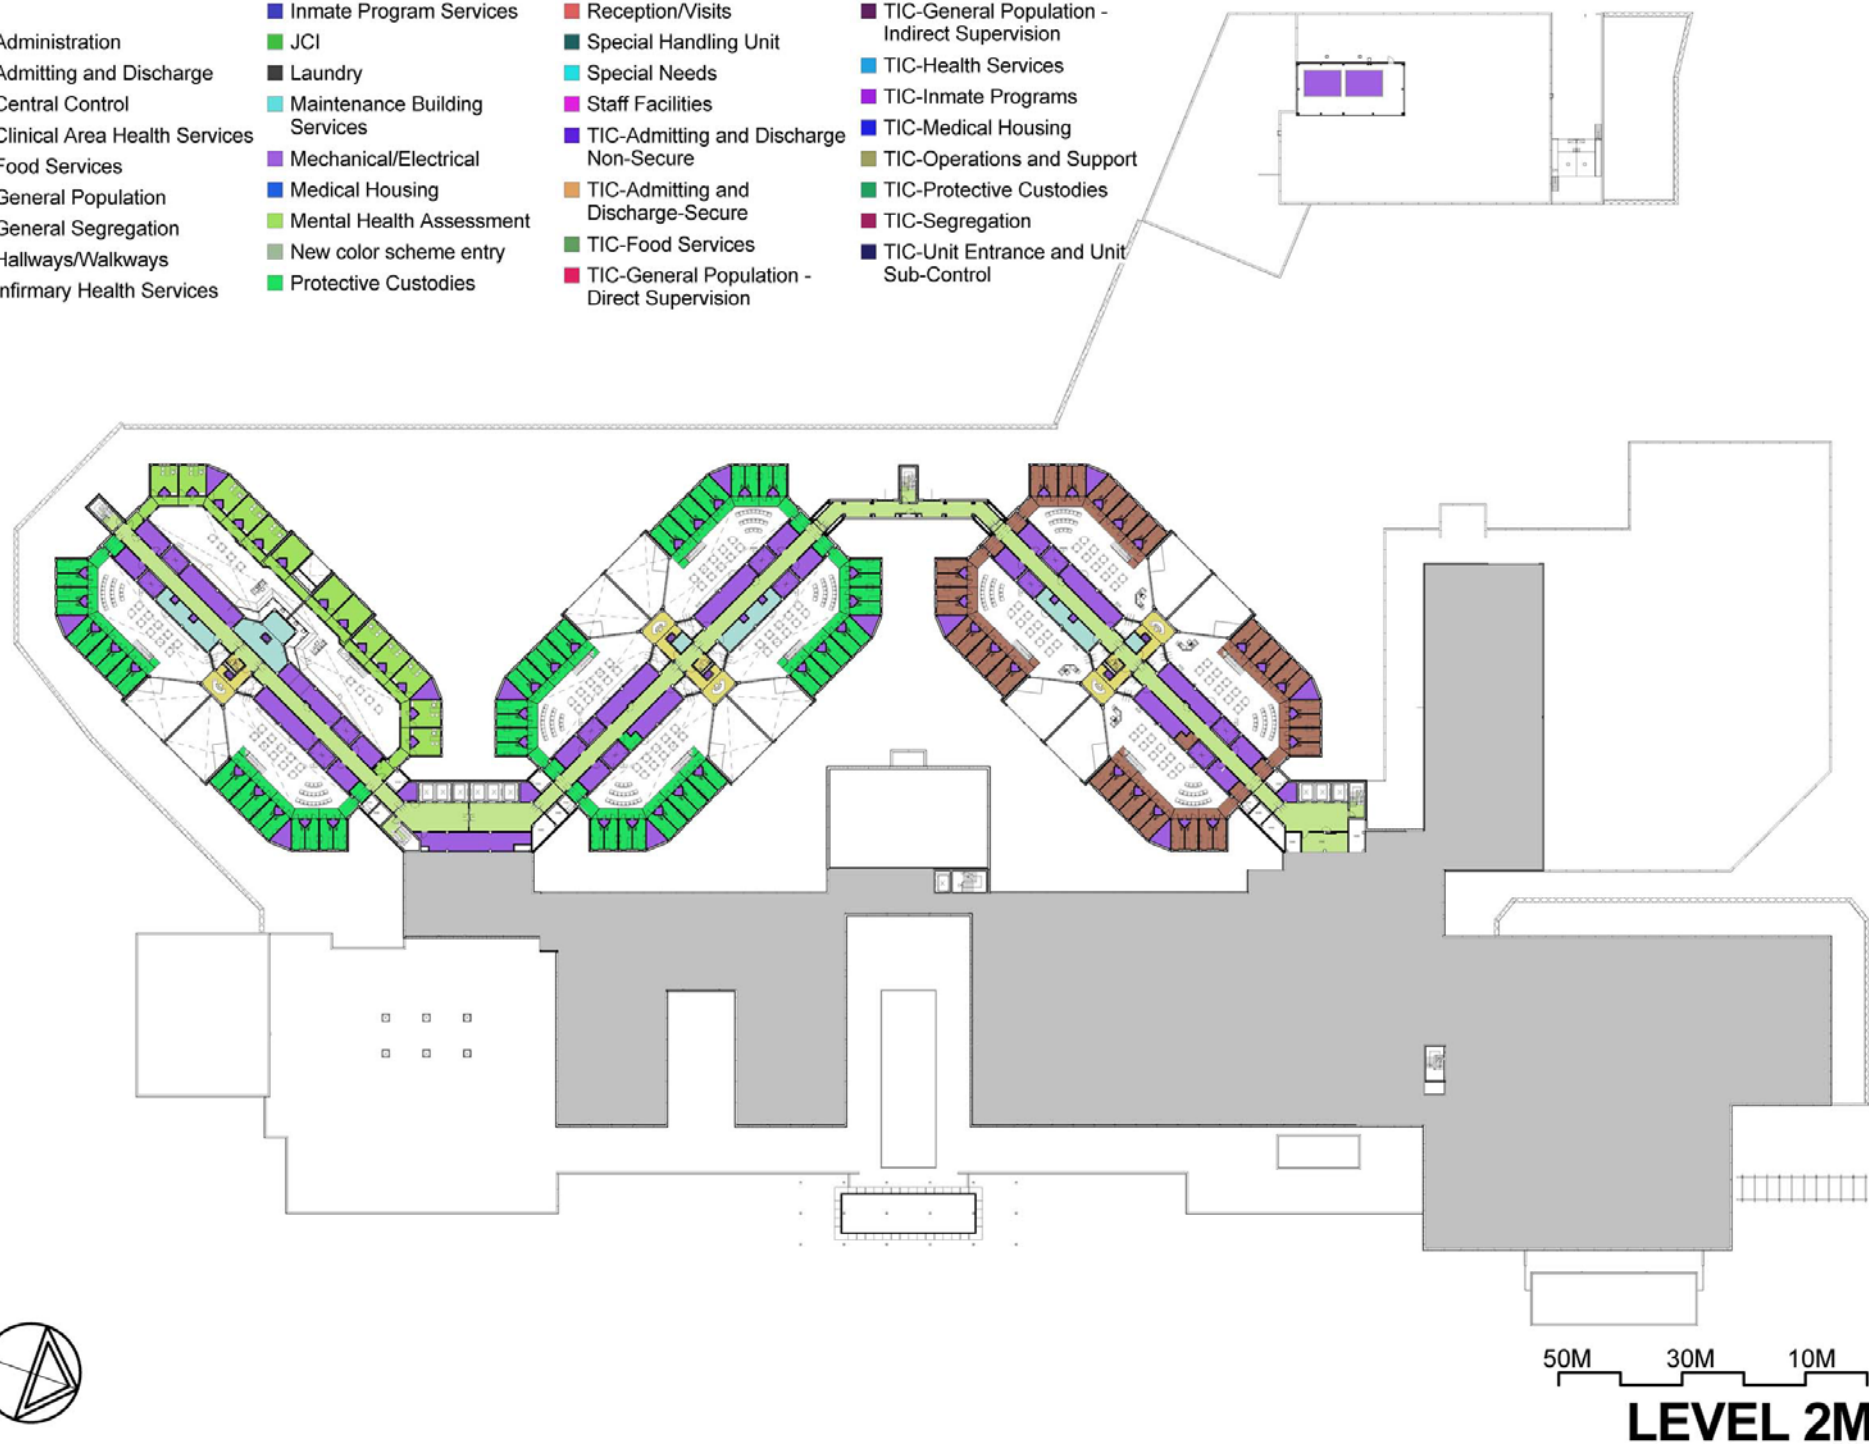 Administration
Admitting and Discharge
Central Control
Clinical Area Health Services
Food Services
General Population
General Segregation
Hallways/Walkways
Infirmary Health Services
Inmate Program Services
JCI
Laundry
Maintenance Building
Services
Mechanical/Electrical
Medical Housing
Mental Health Assessment
New color scheme entry
Protective Custodies
Reception/Visits
Special Handling Unit
Special Needs
Staff Facilities
TIC-Admitting and Discharge
Non-Secure
TIC-Admitting and
Discharge-Secure
TIC-Food Services
TIC-General Population -
Direct Supervision
TIC-General Population -
Indirect Supervision
TIC-Health Services
TIC-Inmate Programs
TIC-Medical Housing
TIC-Operations and Support
TIC-Protective Custodies
TIC-Segregation
TIC-Unit Entrance and Unit
Sub-Control
50M 30M 10M
LEVEL 2M